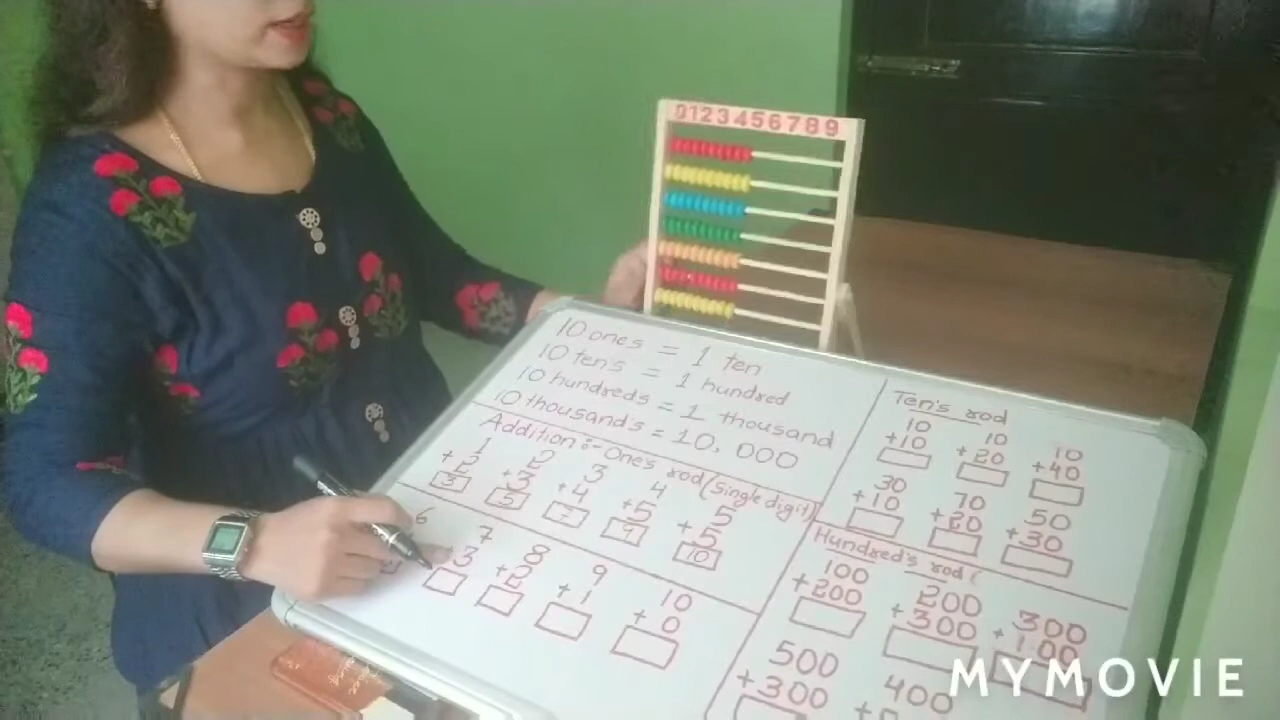 0123456789
10 ones = 1 ten
10 tens = 1 hundred
10 hundreds = 1 thousand
10 thousand's = 10,000
Addition :- One's rod (Single digit)
1 2 3 4 5
+2 +3 +4 +5 +5
3 5 7 9 10
6 7 8 9 10
+3 +2 +1 +0
Ten's rod
10 10 10
+10 +20 +40
30 70 50
+10 +20 +30
Hundred's rod (
100 200 300
+200 +300 +100
500 400
+300
MYMOVIE